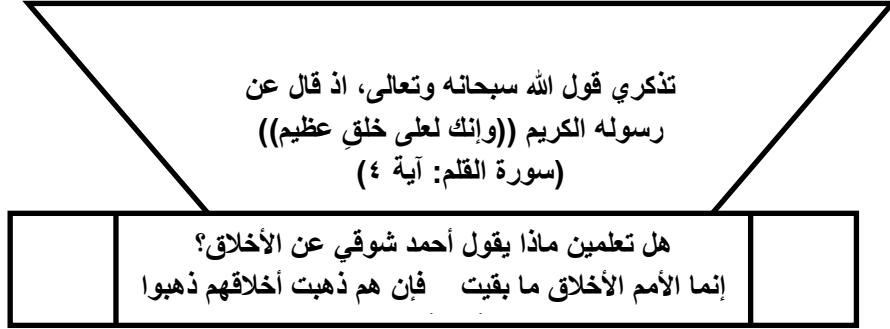 تذكري قول الله سبحانه وتعالى، اذ قال عن
رسوله الكريم ((وإنك لعلى خلقِ عظيم))
(سورة القلم: آية ٤)
هل تعلمين ماذا يقول أحمد شوقي عن الأخلاق؟
إنما الأمم الأخلاق ما بقيت فإن هم ذهبت أخلاقهم ذهبوا